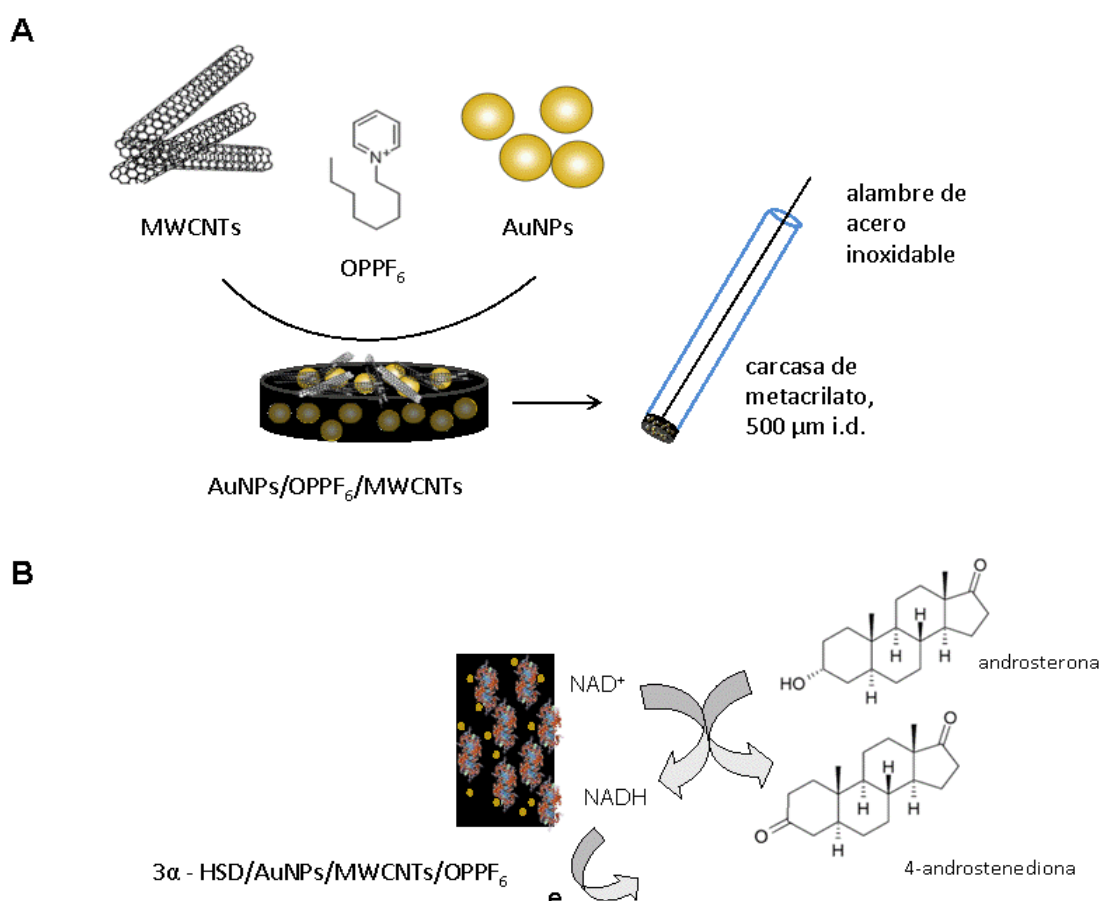 A
MWCNTs
N+
OPPF₆
AuNPs
alambre de
acero
inoxidable
carcasa de
metacrilato,
500 µm i.d.
AuNPs/OPPF₆/MWCNTs
B
NAD⁺
NADH
O
H
H
H
HO
androsterona
O
H
H
H
O
4-androstenediona
3α - HSD/AuNPs/MWCNTs/OPPF₆
e